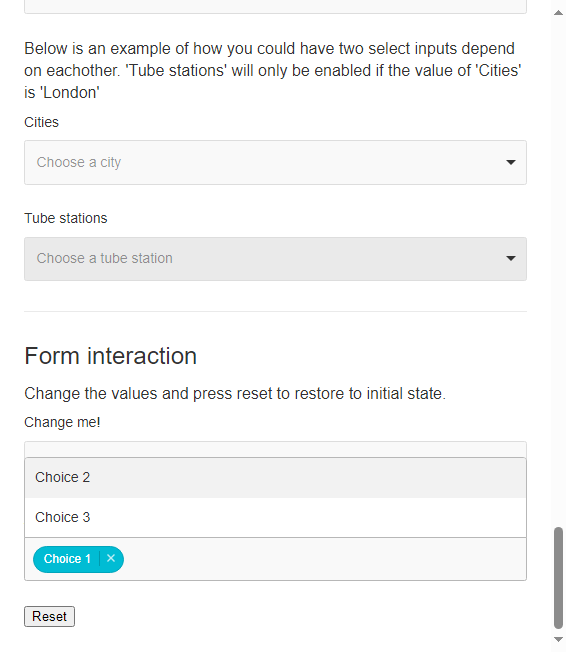 Below is an example of how you could have two select inputs depend
on eachother. 'Tube stations' will only be enabled if the value of 'Cities'
is 'London'
Cities
Choose a city
Tube stations
Choose a tube station
Form interaction
Change the values and press reset to restore to initial state.
Change me!
Choice 2
Choice 3
Choice 1
Reset